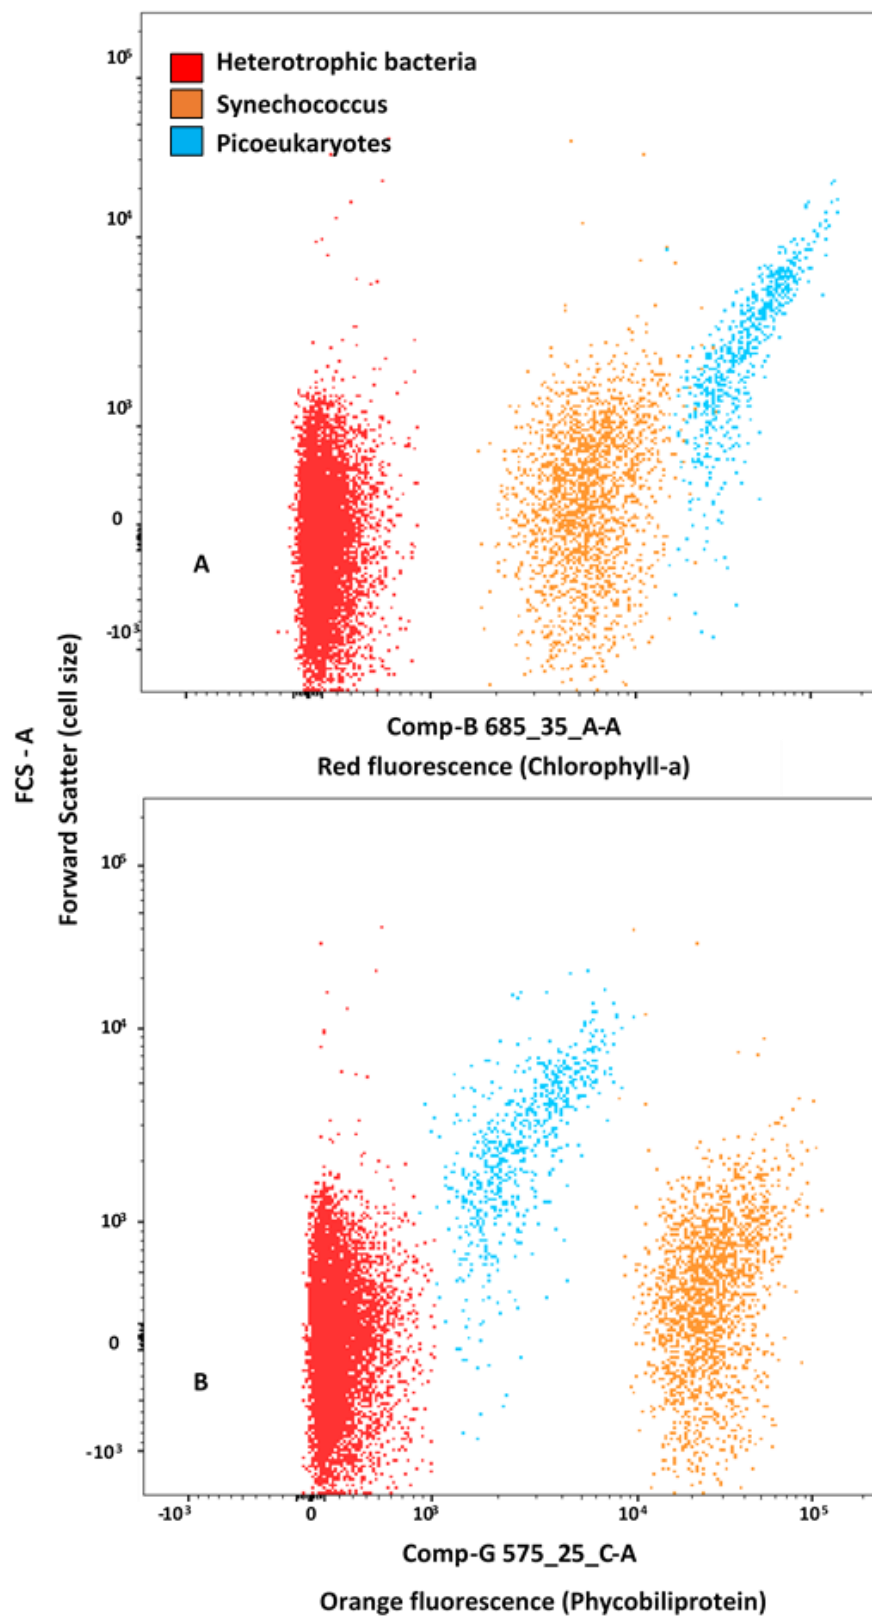 10⁵
Heterotrophic bacteria
Synechococcus
Picoeukaryotes
10⁴
10³
0
A
-10³
Comp-B 685_35_A-A
Red fluorescence (Chlorophyll-a)
FCS - A
Forward Scatter (cell size)
10⁵
10⁴
10³
0
B
-10³
-10³ 0 10³ 10⁴ 10⁵
Comp-G 575_25_C-A
Orange fluorescence (Phycobiliprotein)